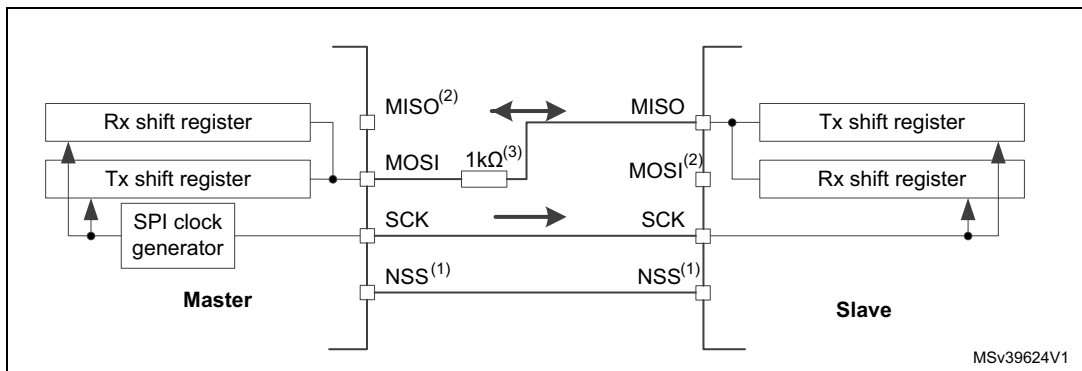 MISO(2)
MISO
Rx shift register
Tx shift register
MOSI
1kΩ(3)
MOSI(2)
Tx shift register
Rx shift register
SPI clock
generator
SCK
SCK
NSS(1)
NSS(1)
Master
Slave
MSv39624V1